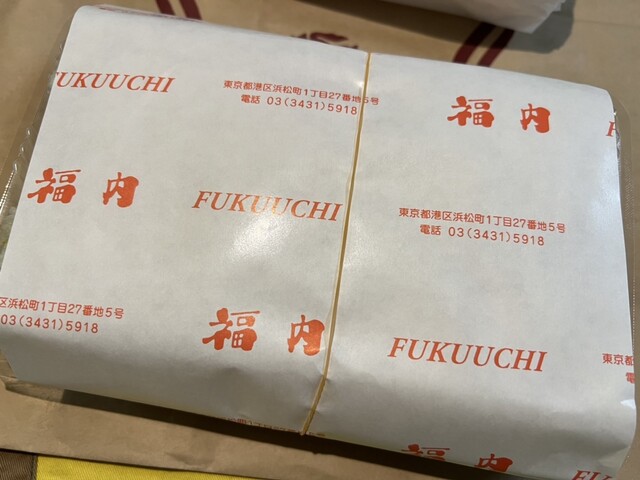 FUKUUCHI
東京都港区浜松町1丁目27番地5号
電話 03(3431)5918
福内
福内
FUKUUCHI
東京都港区浜松町1丁目27番地5号
電話 03(3431)5918
区浜松町1丁目27番地5号
03(3431)5918
福内
FUKUUCHI
東京
電
福内